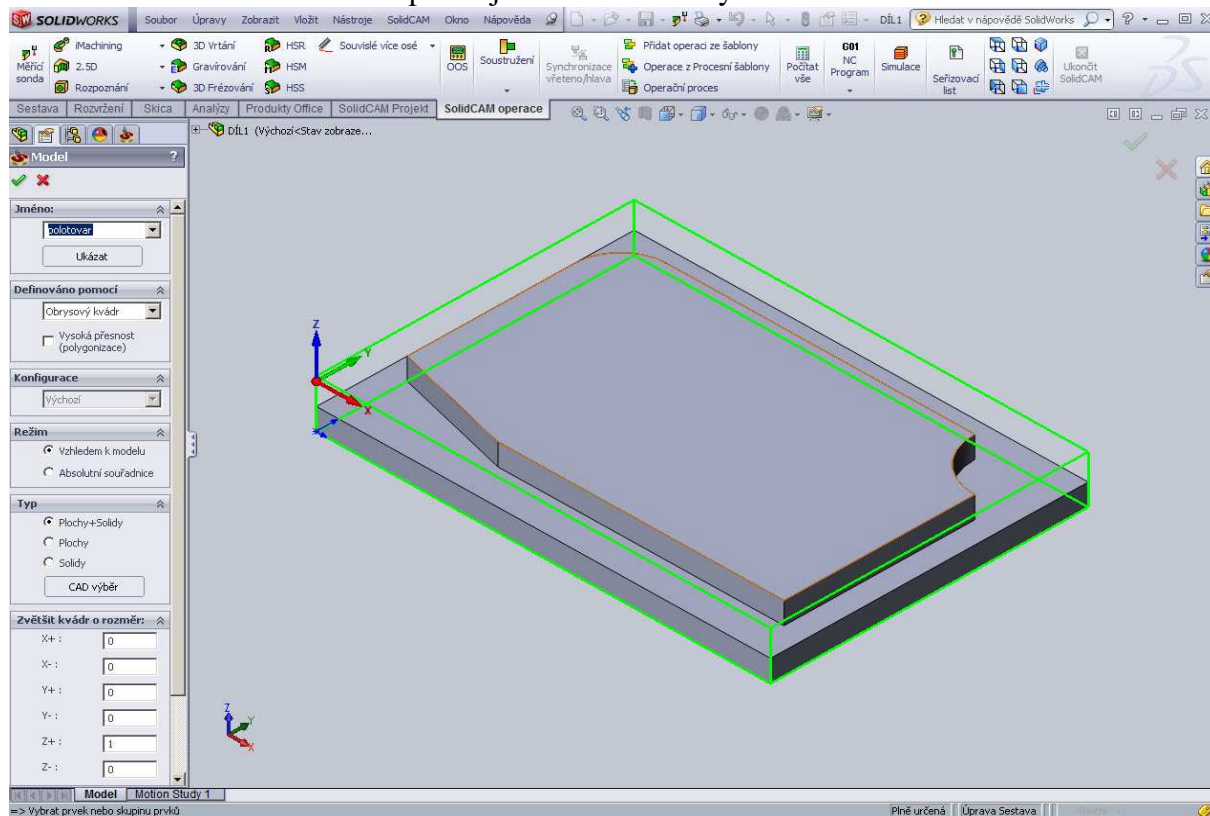 SOLIDWORKS Soubor Úpravy Zobrazit Vložit Nástroje SolidCAM Okno Nápověda DÍL1 Hledat v nápovědě SolidWorks
Měřící sonda
iMachining
2.5D
Rozpoznání
3D Vrtání
Gravírování
3D Frézování
HSR
HSM
HSS
Souvislé více osé
OOS
Soustružení
Synchronizace vřeteno/hlava
Přidat operaci ze šablony
Operace z Procesní šablony
Operační proces
Počítat vše
G01
NC Program
Simulace
Seřizovací list
Ukončit SolidCAM
Sestava Rozvržení Skica Analýzy Produkty Office SolidCAM Projekt SolidCAM operace
DÍL1 (Výchozí<Stav zobraze...
Model ?
Jméno:
polotovar
Ukázat
Definováno pomocí
Obrysový kvádr
Vysoká přesnost
(polygonizace)
Konfigurace
Výchozí
Režim
Vzhledem k modelu
Absolutní souřadnice
Typ
Plochy+Solidy
Plochy
Solidy
CAD výběr
Zvětšit kvádr o rozměr:
X+ : 0
X- : 0
Y+ : 0
Y- : 0
Z+ : 1
Z- : 0
Z
Y
X
Z
Y
X
Model Motion Study 1
=> Vybrat prvek nebo skupinu prvků Plně určená Úprava Sestava